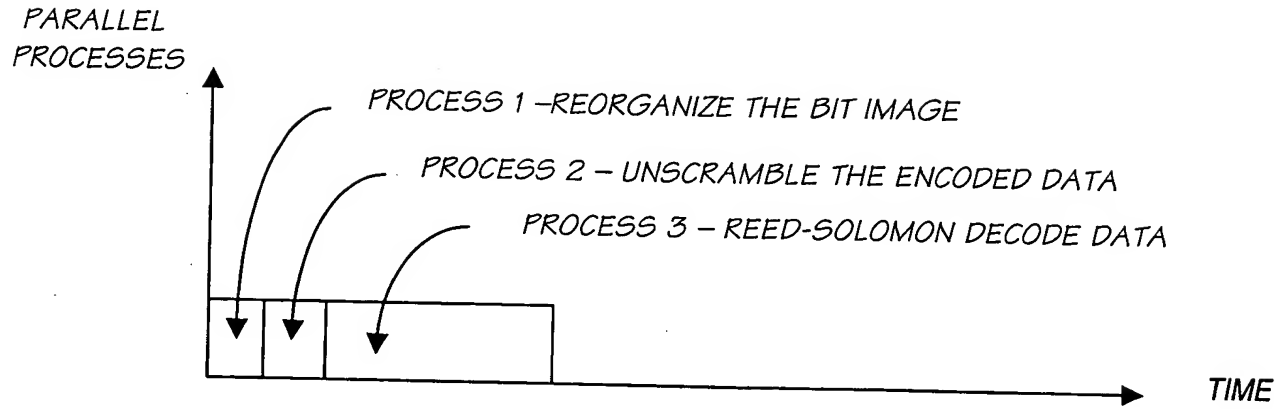 PARALLEL
PROCESSES
PROCESS 1 –REORGANIZE THE BIT IMAGE
PROCESS 2 – UNSCRAMBLE THE ENCODED DATA
PROCESS 3 – REED-SOLOMON DECODE DATA
TIME